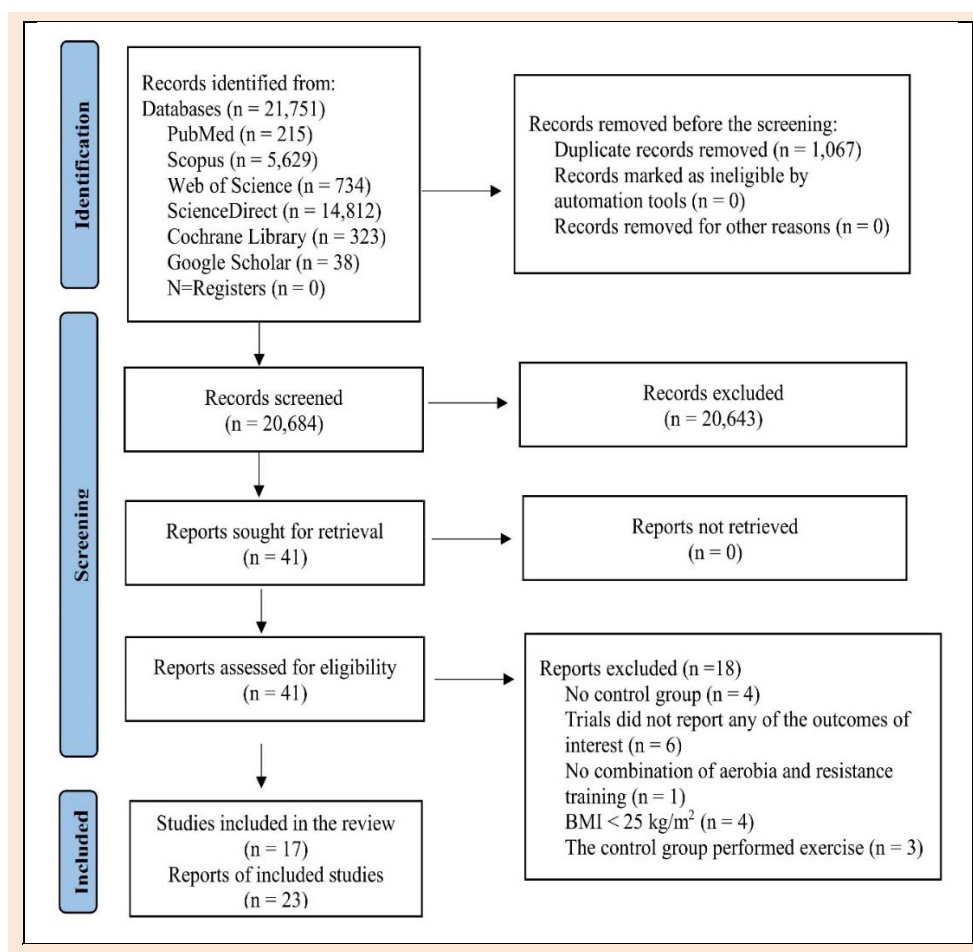 Identification
Records identified from:
Databases (n = 21,751)
PubMed (n = 215)
Scopus (n = 5,629)
Web of Science (n = 734)
ScienceDirect (n = 14,812)
Cochrane Library (n = 323)
Google Scholar (n = 38)
N=Registers (n = 0)
Records removed before the screening:
Duplicate records removed (n = 1,067)
Records marked as ineligible by
automation tools (n = 0)
Records removed for other reasons (n = 0)
Screening
Records screened
(n = 20,684)
Records excluded
(n = 20,643)
Reports sought for retrieval
(n = 41)
Reports not retrieved
(n = 0)
Reports assessed for eligibility
(n = 41)
Reports excluded (n =18)
No control group (n = 4)
Trials did not report any of the outcomes of
interest (n = 6)
No combination of aerobia and resistance
training (n = 1)
BMI < 25 kg/m² (n = 4)
The control group performed exercise (n = 3)
Included
Studies included in the review
(n = 17)
Reports of included studies
(n = 23)